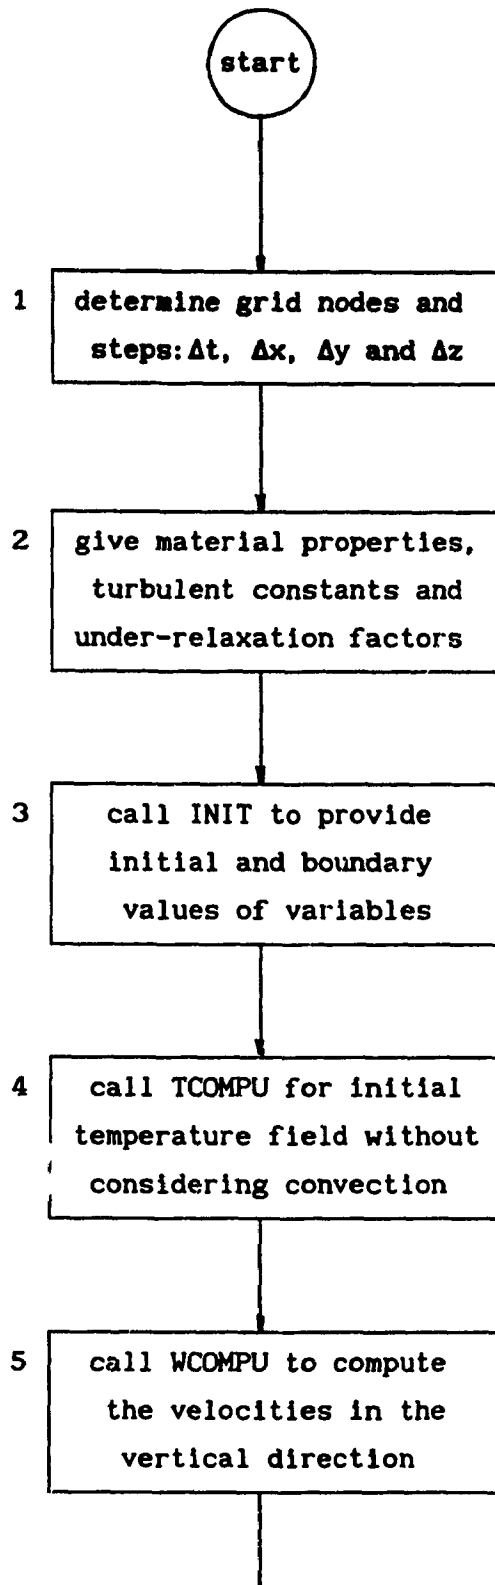 start
1 determine grid nodes and
steps: Δt, Δx, Δy and Δz
2 give material properties,
turbulent constants and
under-relaxation factors
3 call INIT to provide
initial and boundary
values of variables
4 call TCOMPU for initial
temperature field without
considering convection
5 call WCOMPU to compute
the velocities in the
vertical direction